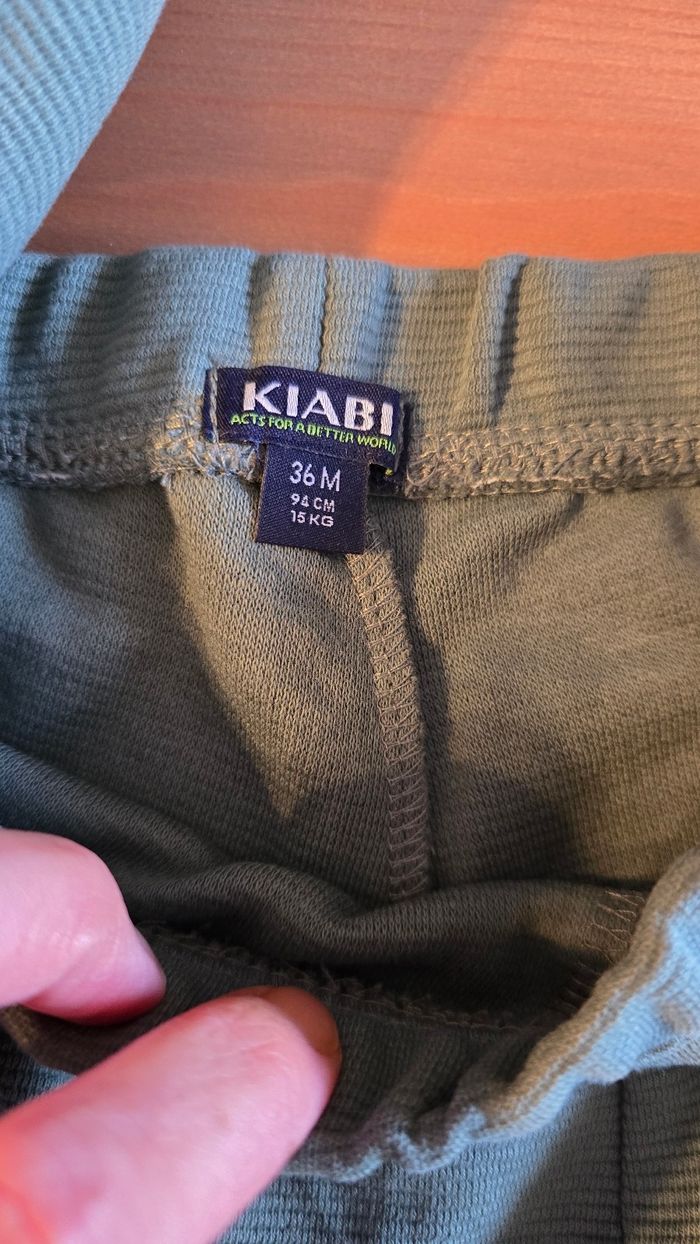 KIABI
ACTS FOR A BETTER WORLD
36 M
94 CM
15 KG